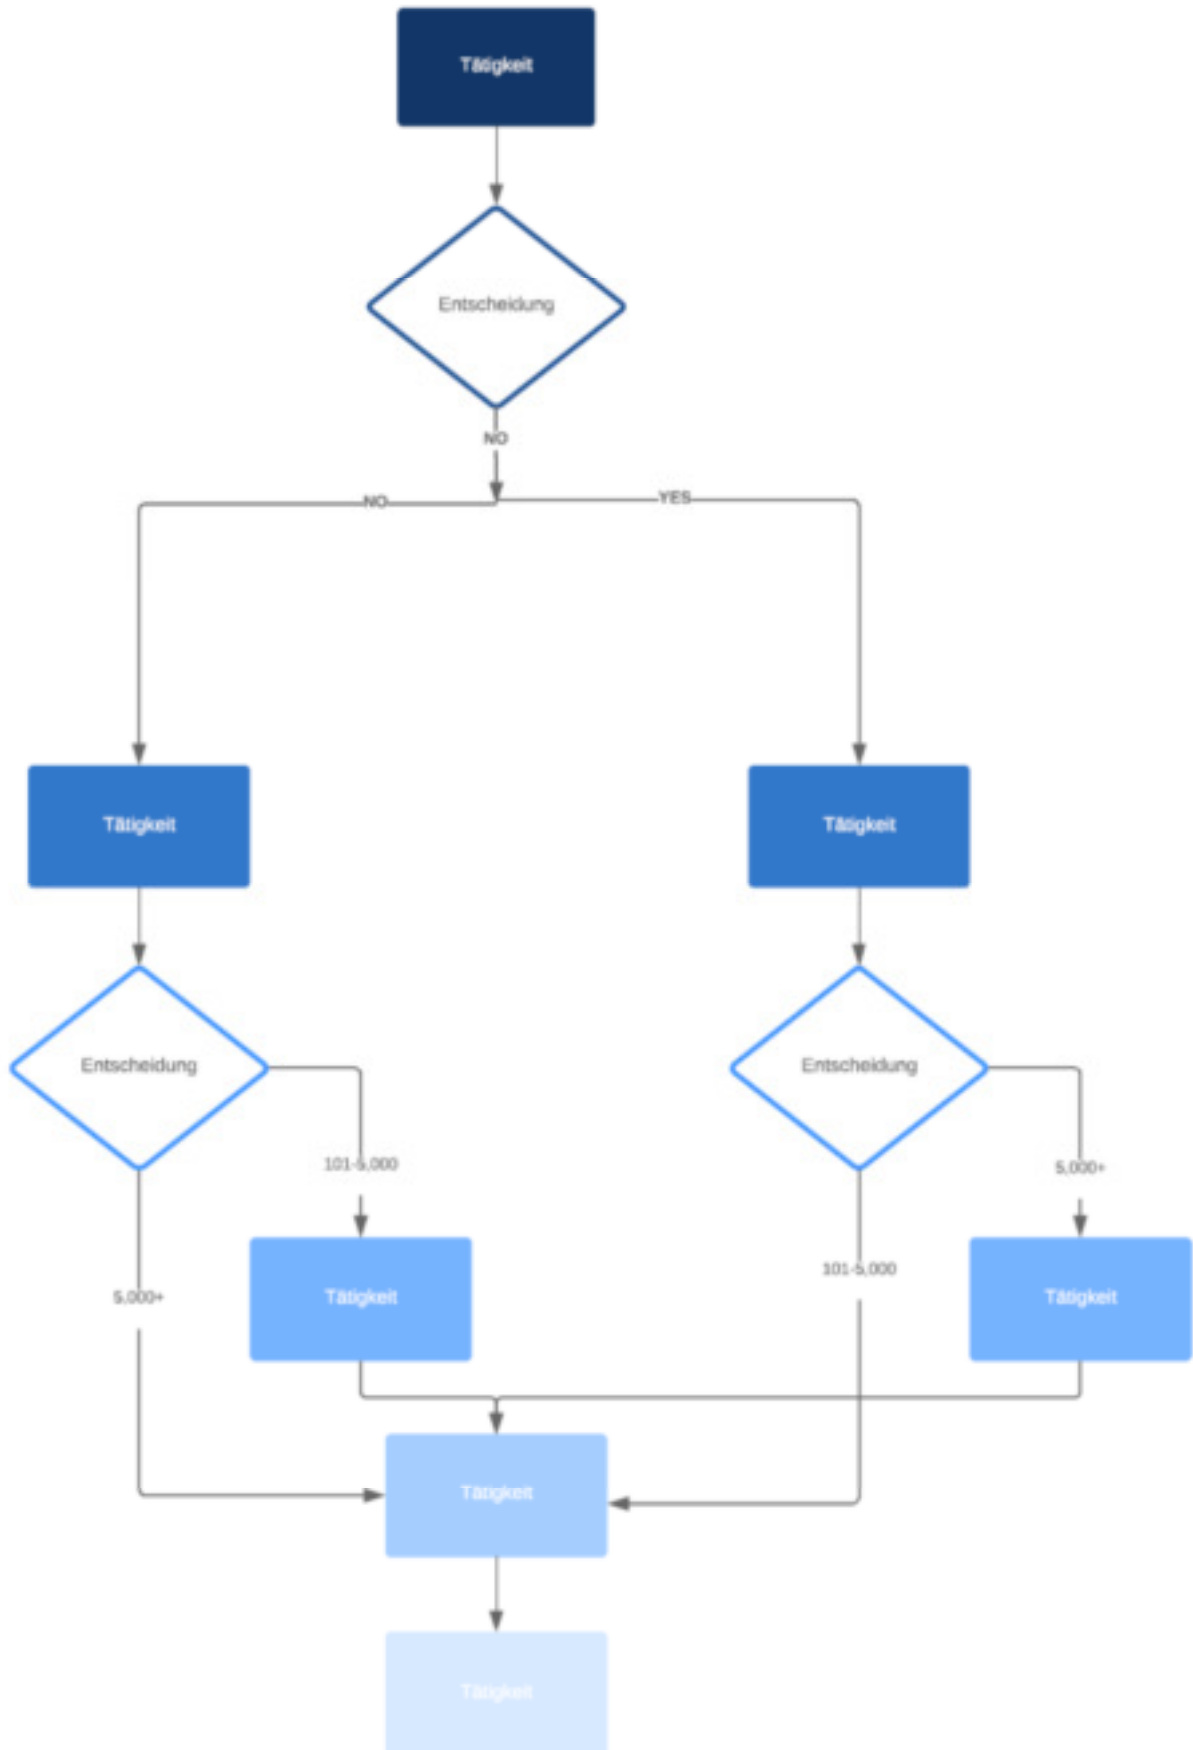 Tätigkeit
Entscheidung
NO
NO
YES
Tätigkeit
Tätigkeit
Entscheidung
Entscheidung
101-5,000
5,000+
101-5,000
5,000+
Tätigkeit
Tätigkeit
Tätigkeit
Tätigkeit